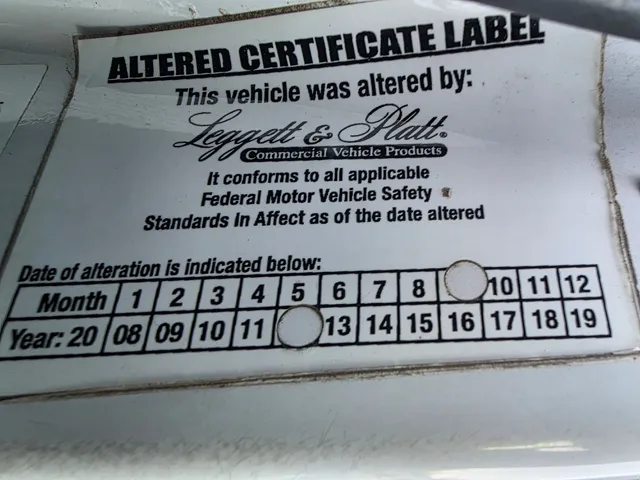 ALTERED CERTIFICATE LABEL
This vehicle was altered by:
Leggett & Platt®
Commercial Vehicle Products
It conforms to all applicable
Federal Motor Vehicle Safety
Standards In Affect as of the date altered
Date of alteration is indicated below:
Month 1 2 3 4 5 6 7 8 10 11 12
Year: 20 08 09 10 11 13 14 15 16 17 18 19